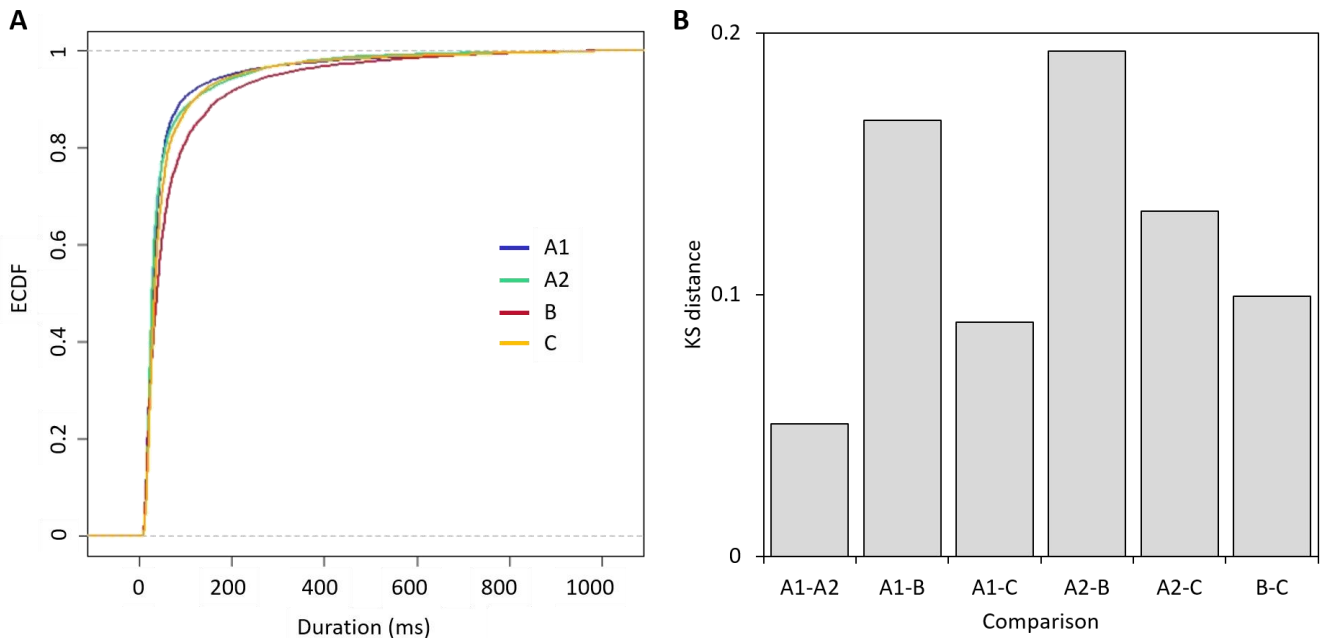 A
1
0.8
0.6
0.4
0.2
0
ECDF
A1
A2
B
C
0 200 400 600 800 1000
Duration (ms)
B
0.2
0.1
0
KS distance
A1-A2 A1-B A1-C A2-B A2-C B-C
Comparison